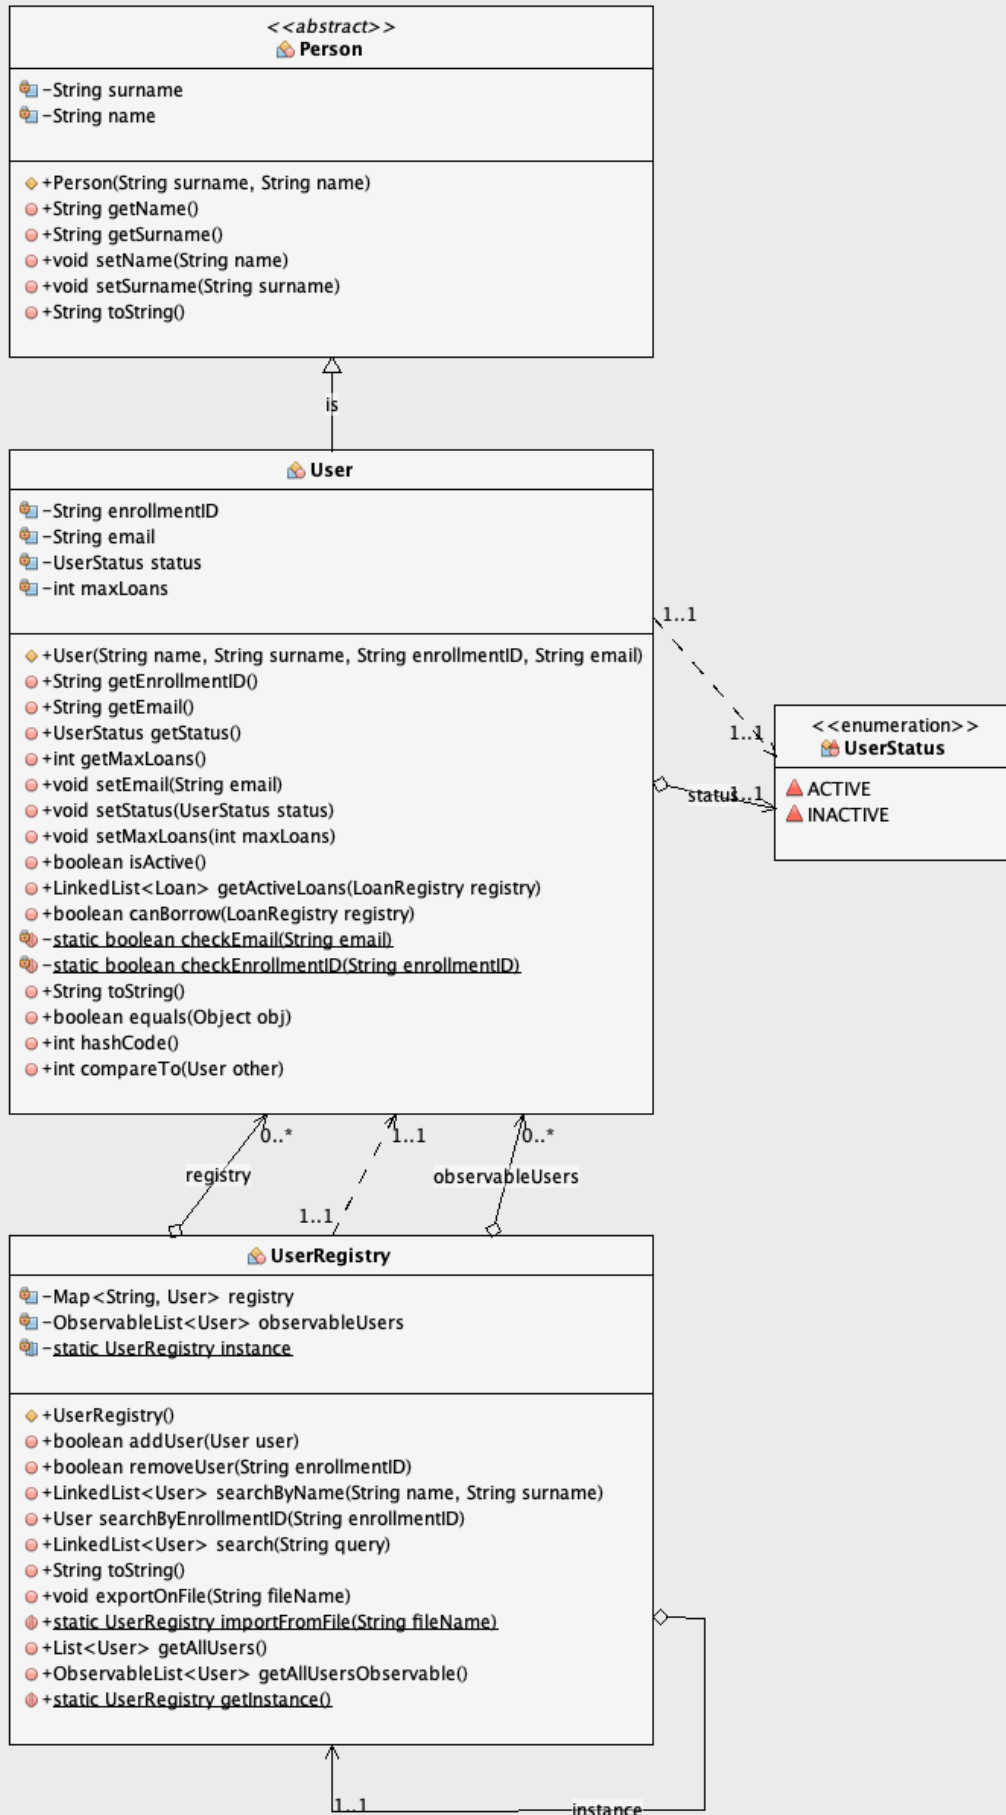 <<abstract>>
Person
-String surname
-String name
+Person(String surname, String name)
+String getName()
+String getSurname()
+void setName(String name)
+void setSurname(String surname)
+String toString()
is
User
-String enrollmentID
-String email
-UserStatus status
-int maxLoans
+User(String name, String surname, String enrollmentID, String email)
+String getEnrollmentID()
+String getEmail()
+UserStatus getStatus()
+int getMaxLoans()
+void setEmail(String email)
+void setStatus(UserStatus status)
+void setMaxLoans(int maxLoans)
+boolean isActive()
+LinkedList<Loan> getActiveLoans(LoanRegistry registry)
+boolean canBorrow(LoanRegistry registry)
-static boolean checkEmail(String email)
-static boolean checkEnrollmentID(String enrollmentID)
+String toString()
+boolean equals(Object obj)
+int hashCode()
+int compareTo(User other)
1..1
1..1
status
1..1
<<enumeration>>
UserStatus
ACTIVE
INACTIVE
0..*
1..1
0..*
registry
observableUsers
1..1
UserRegistry
-Map<String, User> registry
-ObservableList<User> observableUsers
-static UserRegistry instance
+UserRegistry()
+boolean addUser(User user)
+boolean removeUser(String enrollmentID)
+LinkedList<User> searchByName(String name, String surname)
+User searchByEnrollmentID(String enrollmentID)
+LinkedList<User> search(String query)
+String toString()
+void exportOnFile(String fileName)
+static UserRegistry importFromFile(String fileName)
+List<User> getAllUsers()
+ObservableList<User> getAllUsersObservable()
+static UserRegistry getInstance()
1..1
instance